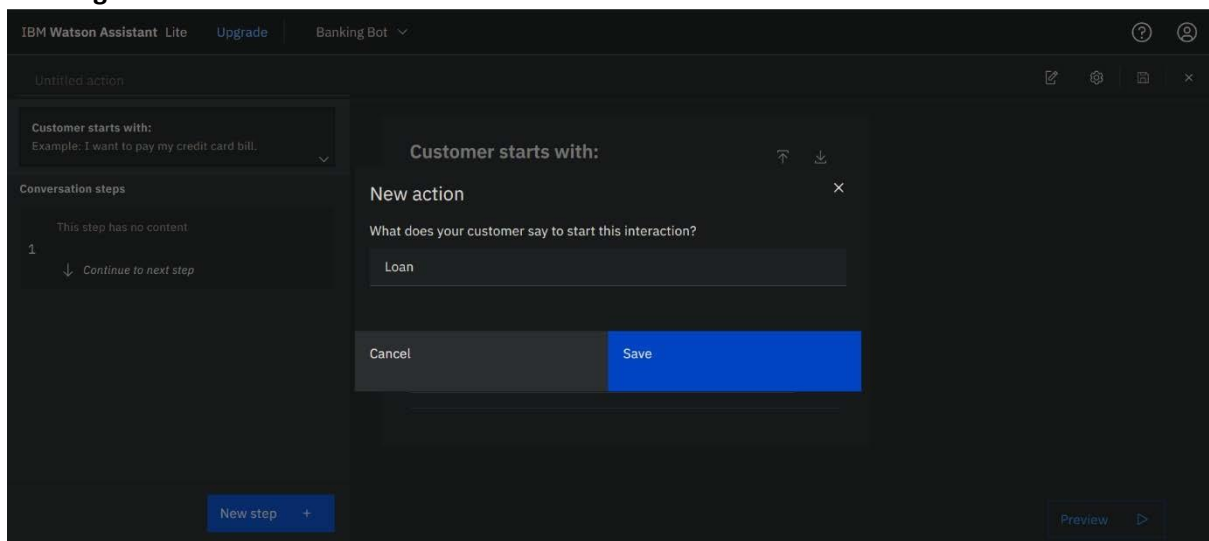 IBM Watson Assistant Lite Upgrade Banking Bot
Untitled action
Customer starts with:
Example: I want to pay my credit card bill.
Conversation steps
This step has no content
1
Continue to next step
New step +
Customer starts with:
New action
What does your customer say to start this interaction?
Loan
Cancel Save
Preview